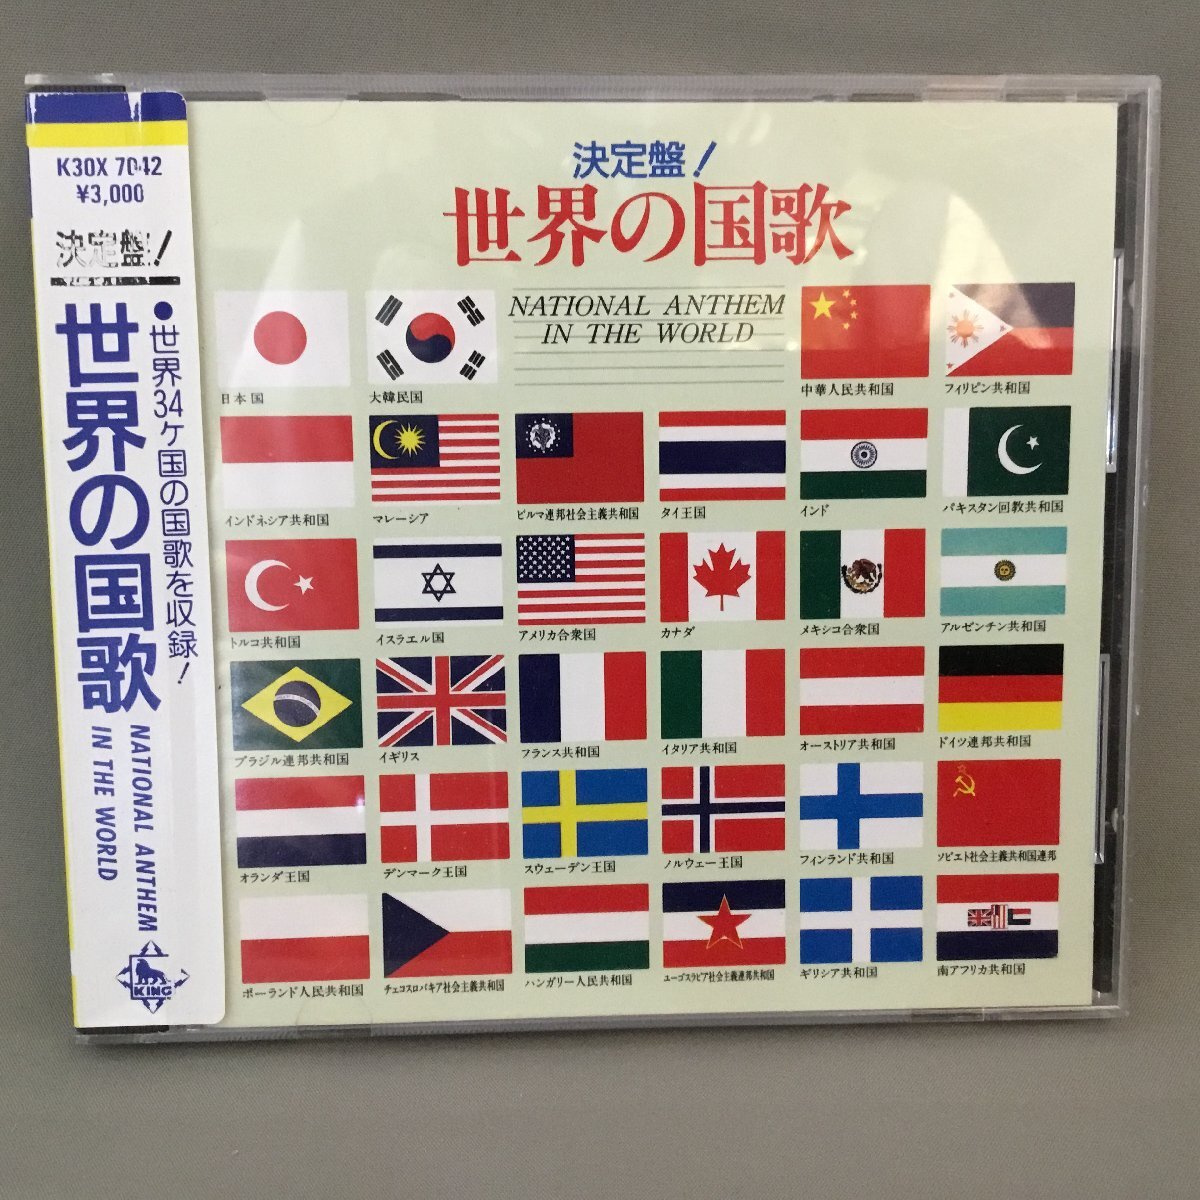 K30X 7042
¥3,000
決定盤!
世界の国歌
●世界34ケ国の国歌を収録!
NATIONAL ANTHEM
IN THE WORLD
KING
決定盤!
世界の国歌
NATIONAL ANTHEM
IN THE WORLD
日本国
大韓民国
中華人民共和国
フィリピン共和国
インドネシア共和国
マレーシア
ビルマ連邦社会主義共和国
タイ王国
インド
パキスタン回教共和国
トルコ共和国
イスラエル国
アメリカ合衆国
カナダ
メキシコ合衆国
アルゼンチン共和国
ブラジル連邦共和国
イギリス
フランス共和国
イタリア共和国
オーストリア共和国
ドイツ連邦共和国
オランダ王国
デンマーク王国
スウェーデン王国
ノルウェー王国
フィンランド共和国
ソビエト社会主義共和国連邦
ポーランド人民共和国
チェコスロバキア社会主義共和国
ハンガリー人民共和国
ユーゴスラビア社会主義連邦共和国
ギリシア共和国
南アフリカ共和国